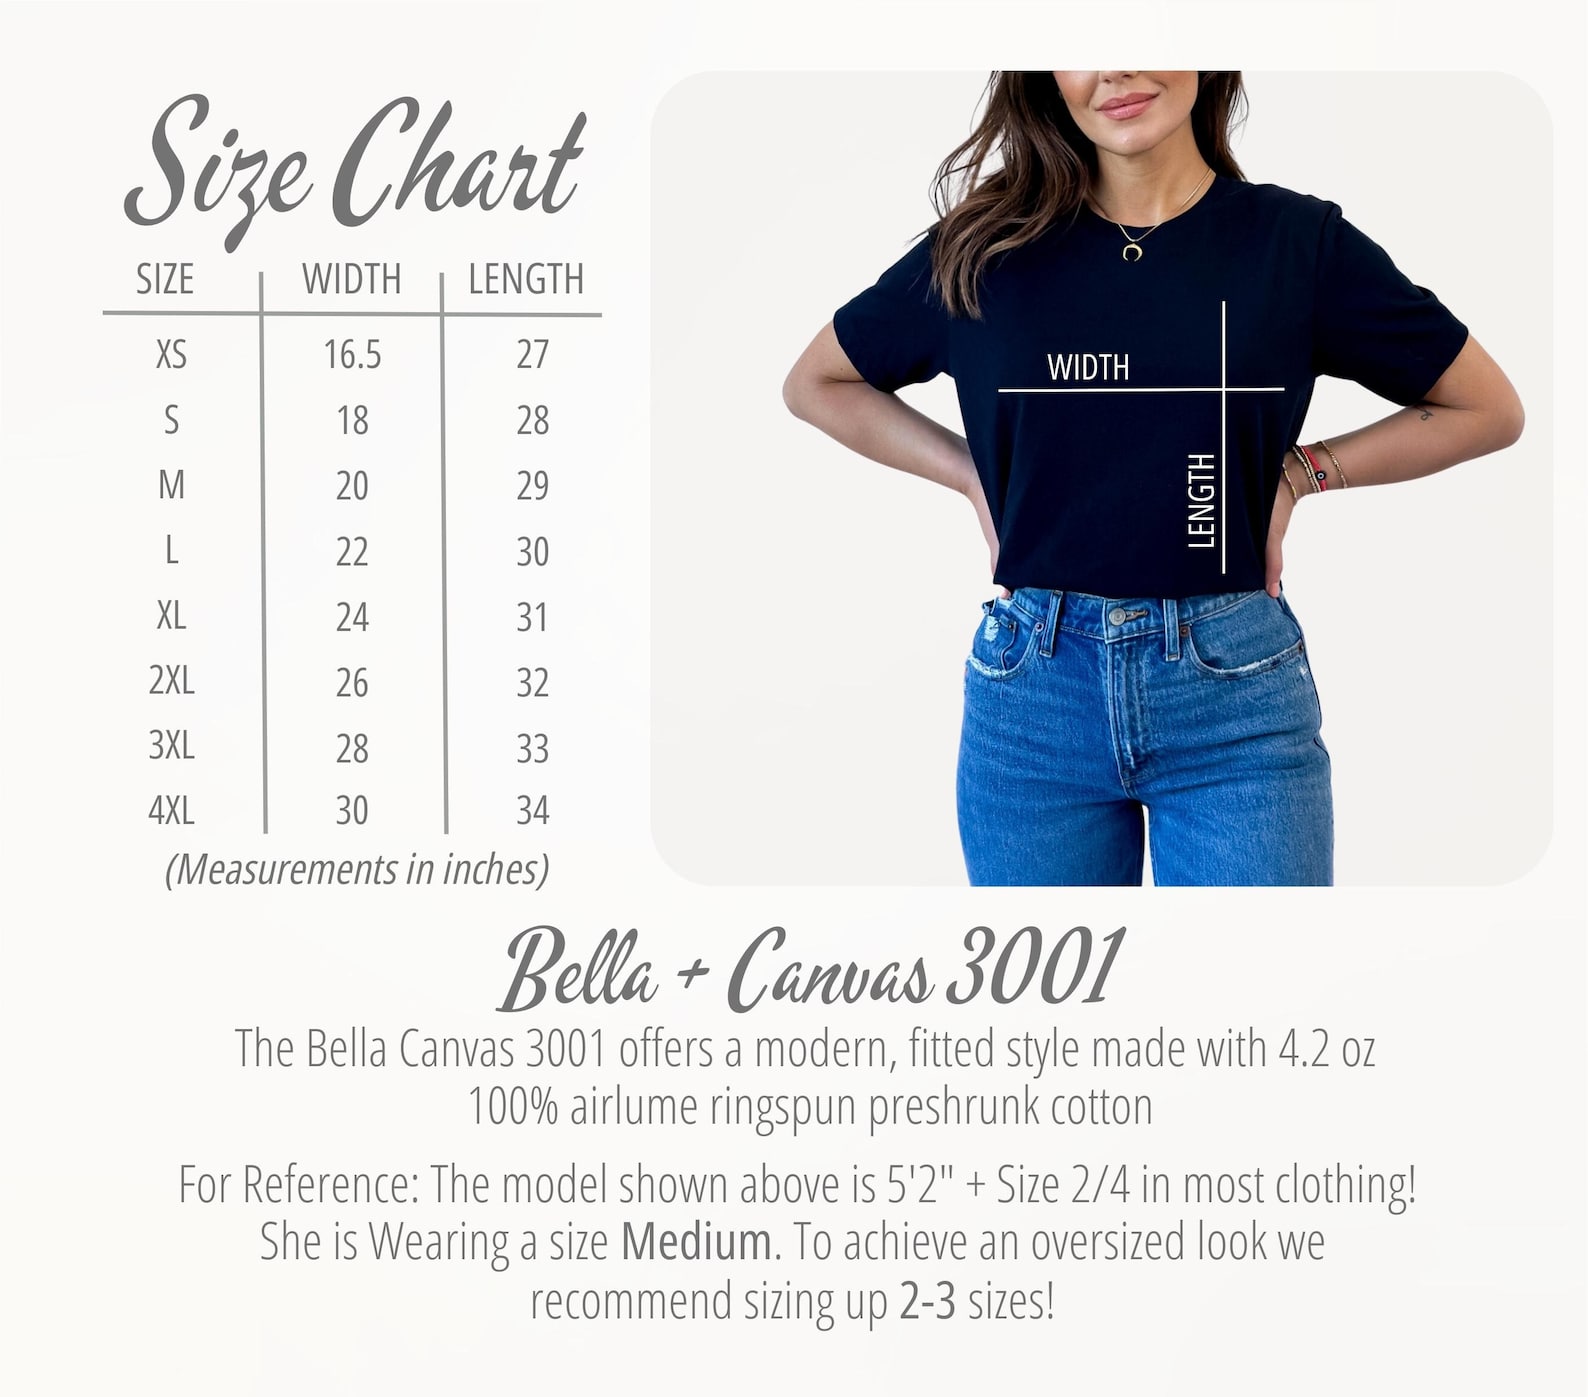 Size Chart
SIZE WIDTH LENGTH
XS 16.5 27
S 18 28
M 20 29
L 22 30
XL 24 31
2XL 26 32
3XL 28 33
4XL 30 34
(Measurements in inches)
WIDTH
LENGTH
Bella + Canvas 3001
The Bella Canvas 3001 offers a modern, fitted style made with 4.2 oz
100% airlume ringspun preshrunk cotton
For Reference: The model shown above is 5'2" + Size 2/4 in most clothing!
She is Wearing a size Medium. To achieve an oversized look we
recommend sizing up 2-3 sizes!